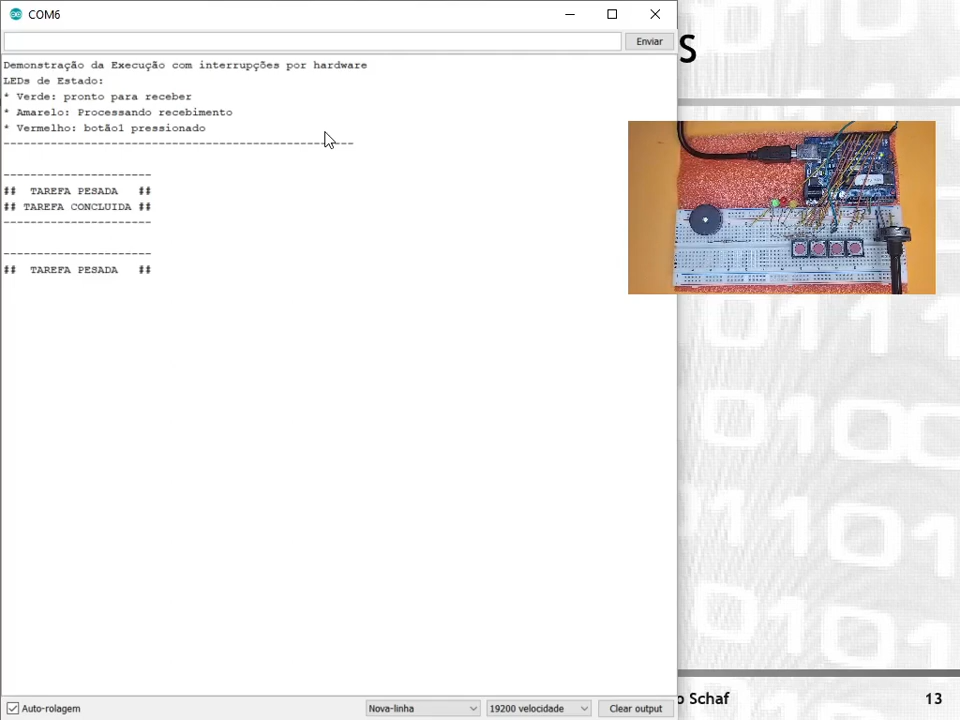 COM6
S
Enviar
Demonstração da Execução com interrupções por hardware
LEDs de Estado:
* Verde: pronto para receber
* Amarelo: Processando recebimento
* Vermelho: botão1 pressionado
----------------------------------------------------
----------------------
## TAREFA PESADA ##
## TAREFA CONCLUIDA ##
----------------------
----------------------
## TAREFA PESADA ##
Auto-rolagem
Nova-linha
19200 velocidade
Clear output
o Schaf
13